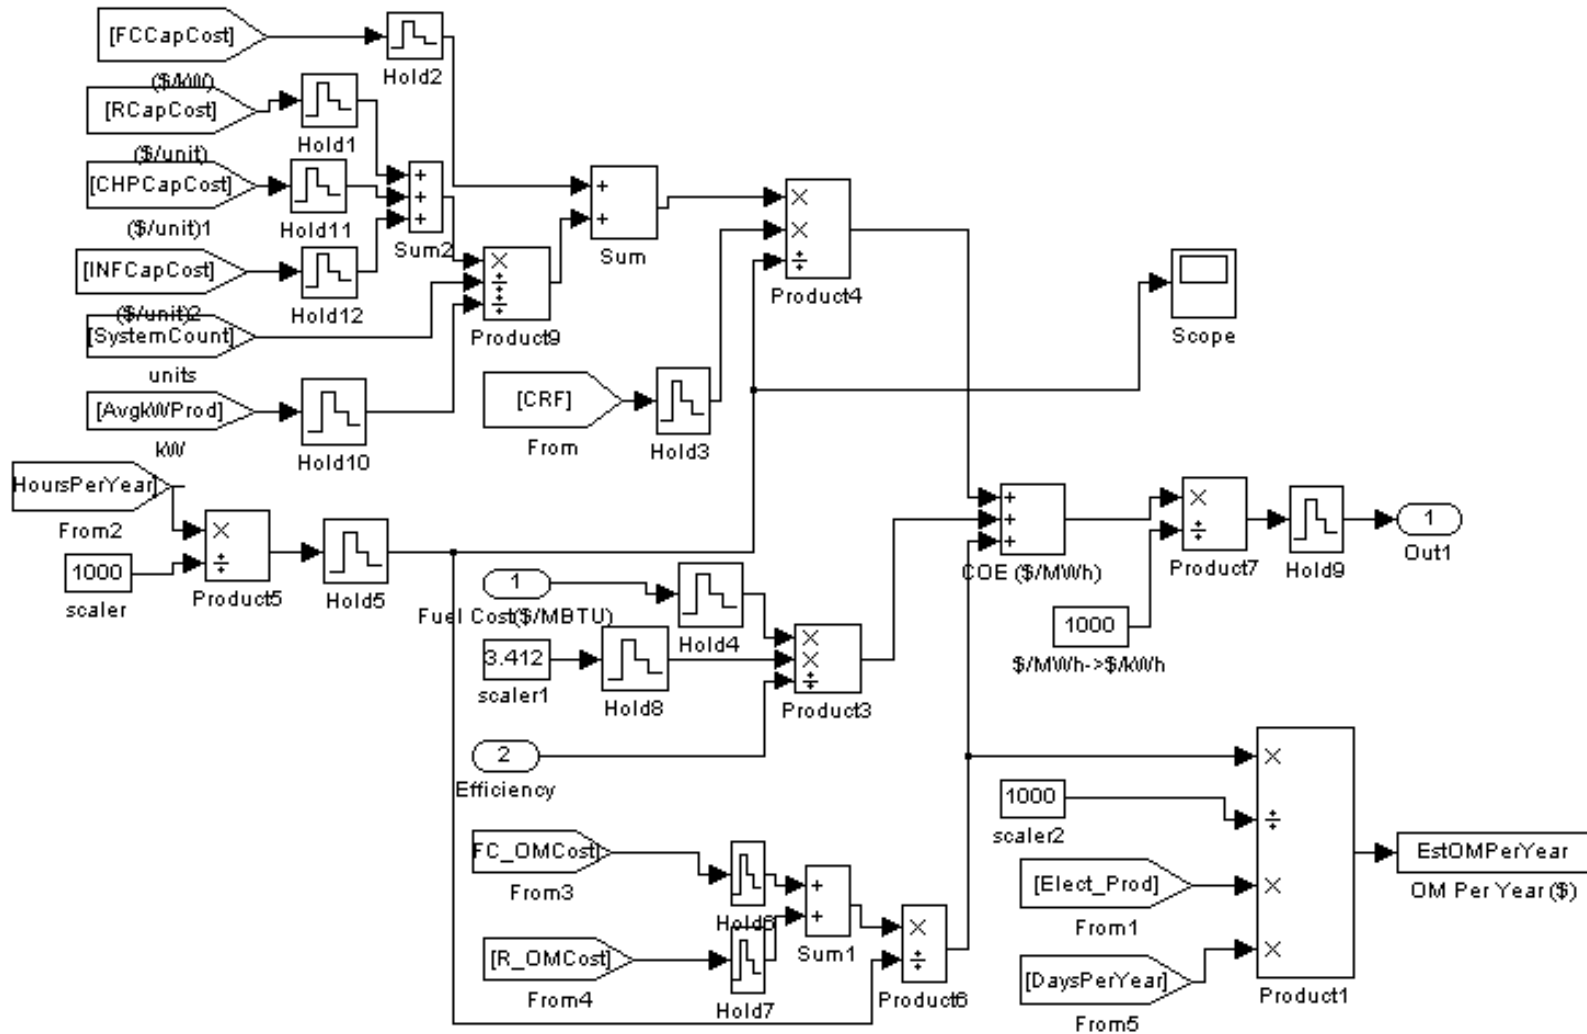 [FCCapCost]
Hold2
($/kW)
[RCapCost]
Hold1
($/unit)
[CHPCapCost]
Hold11
Sum2
($/unit)1
[INFCapCost]
Hold12
($/unit)2
[SystemCount]
Product9
Sum
Product4
Scope
units
[AvgkWProd]
Hold10
kW
[CRF]
From
Hold3
HoursPerYear]
From2
1000
scaler
Product5
Hold5
1
Fuel Cost($/MBTU)
Hold4
3.412
scaler1
Hold8
Product3
2
Efficiency
COE ($/MWh)
Product7
Hold9
1
Out1
1000
$/MWh->$/kWh
FC_OMCost]
From3
Hold6
Sum1
[R_OMCost]
From4
Hold7
Product6
1000
scaler2
[Elect_Prod]
From1
[DaysPerYear]
From5
Product1
EstOMPerYear
OM Per Year ($)